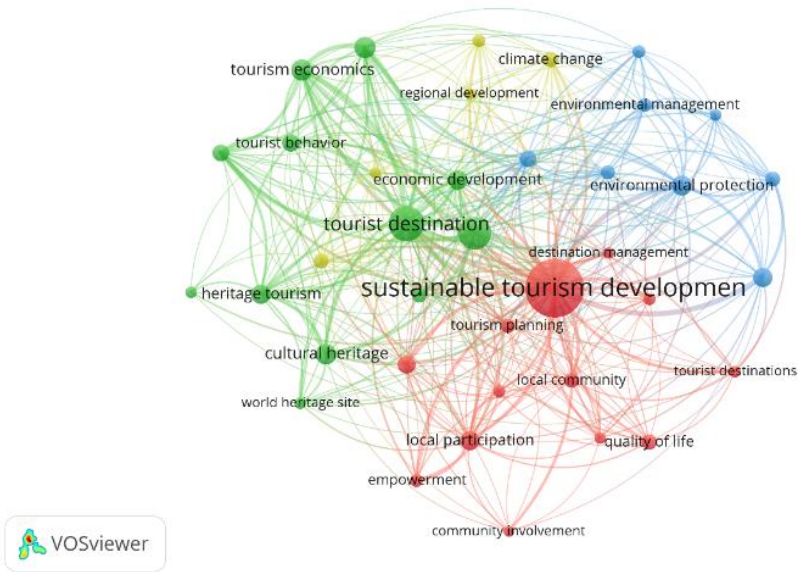 climate change
tourism economics
regional development
environmental management
tourist behavior
economic development
environmental protection
tourist destination
destination management
sustainable tourism developmen
heritage tourism
tourism planning
cultural heritage
tourist destinations
local community
world heritage site
local participation
quality of life
empowerment
community involvement
VOSviewer